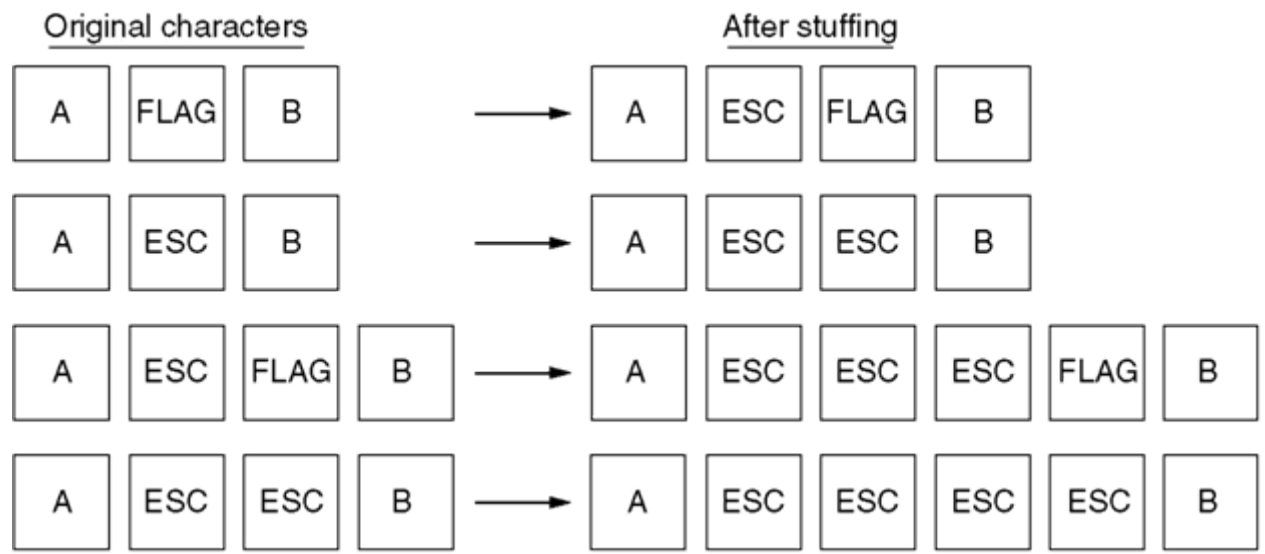 Original characters After stuffing
A FLAG B A ESC FLAG B
A ESC B A ESC ESC B
A ESC FLAG B A ESC ESC ESC FLAG B
A ESC ESC B A ESC ESC ESC ESC B